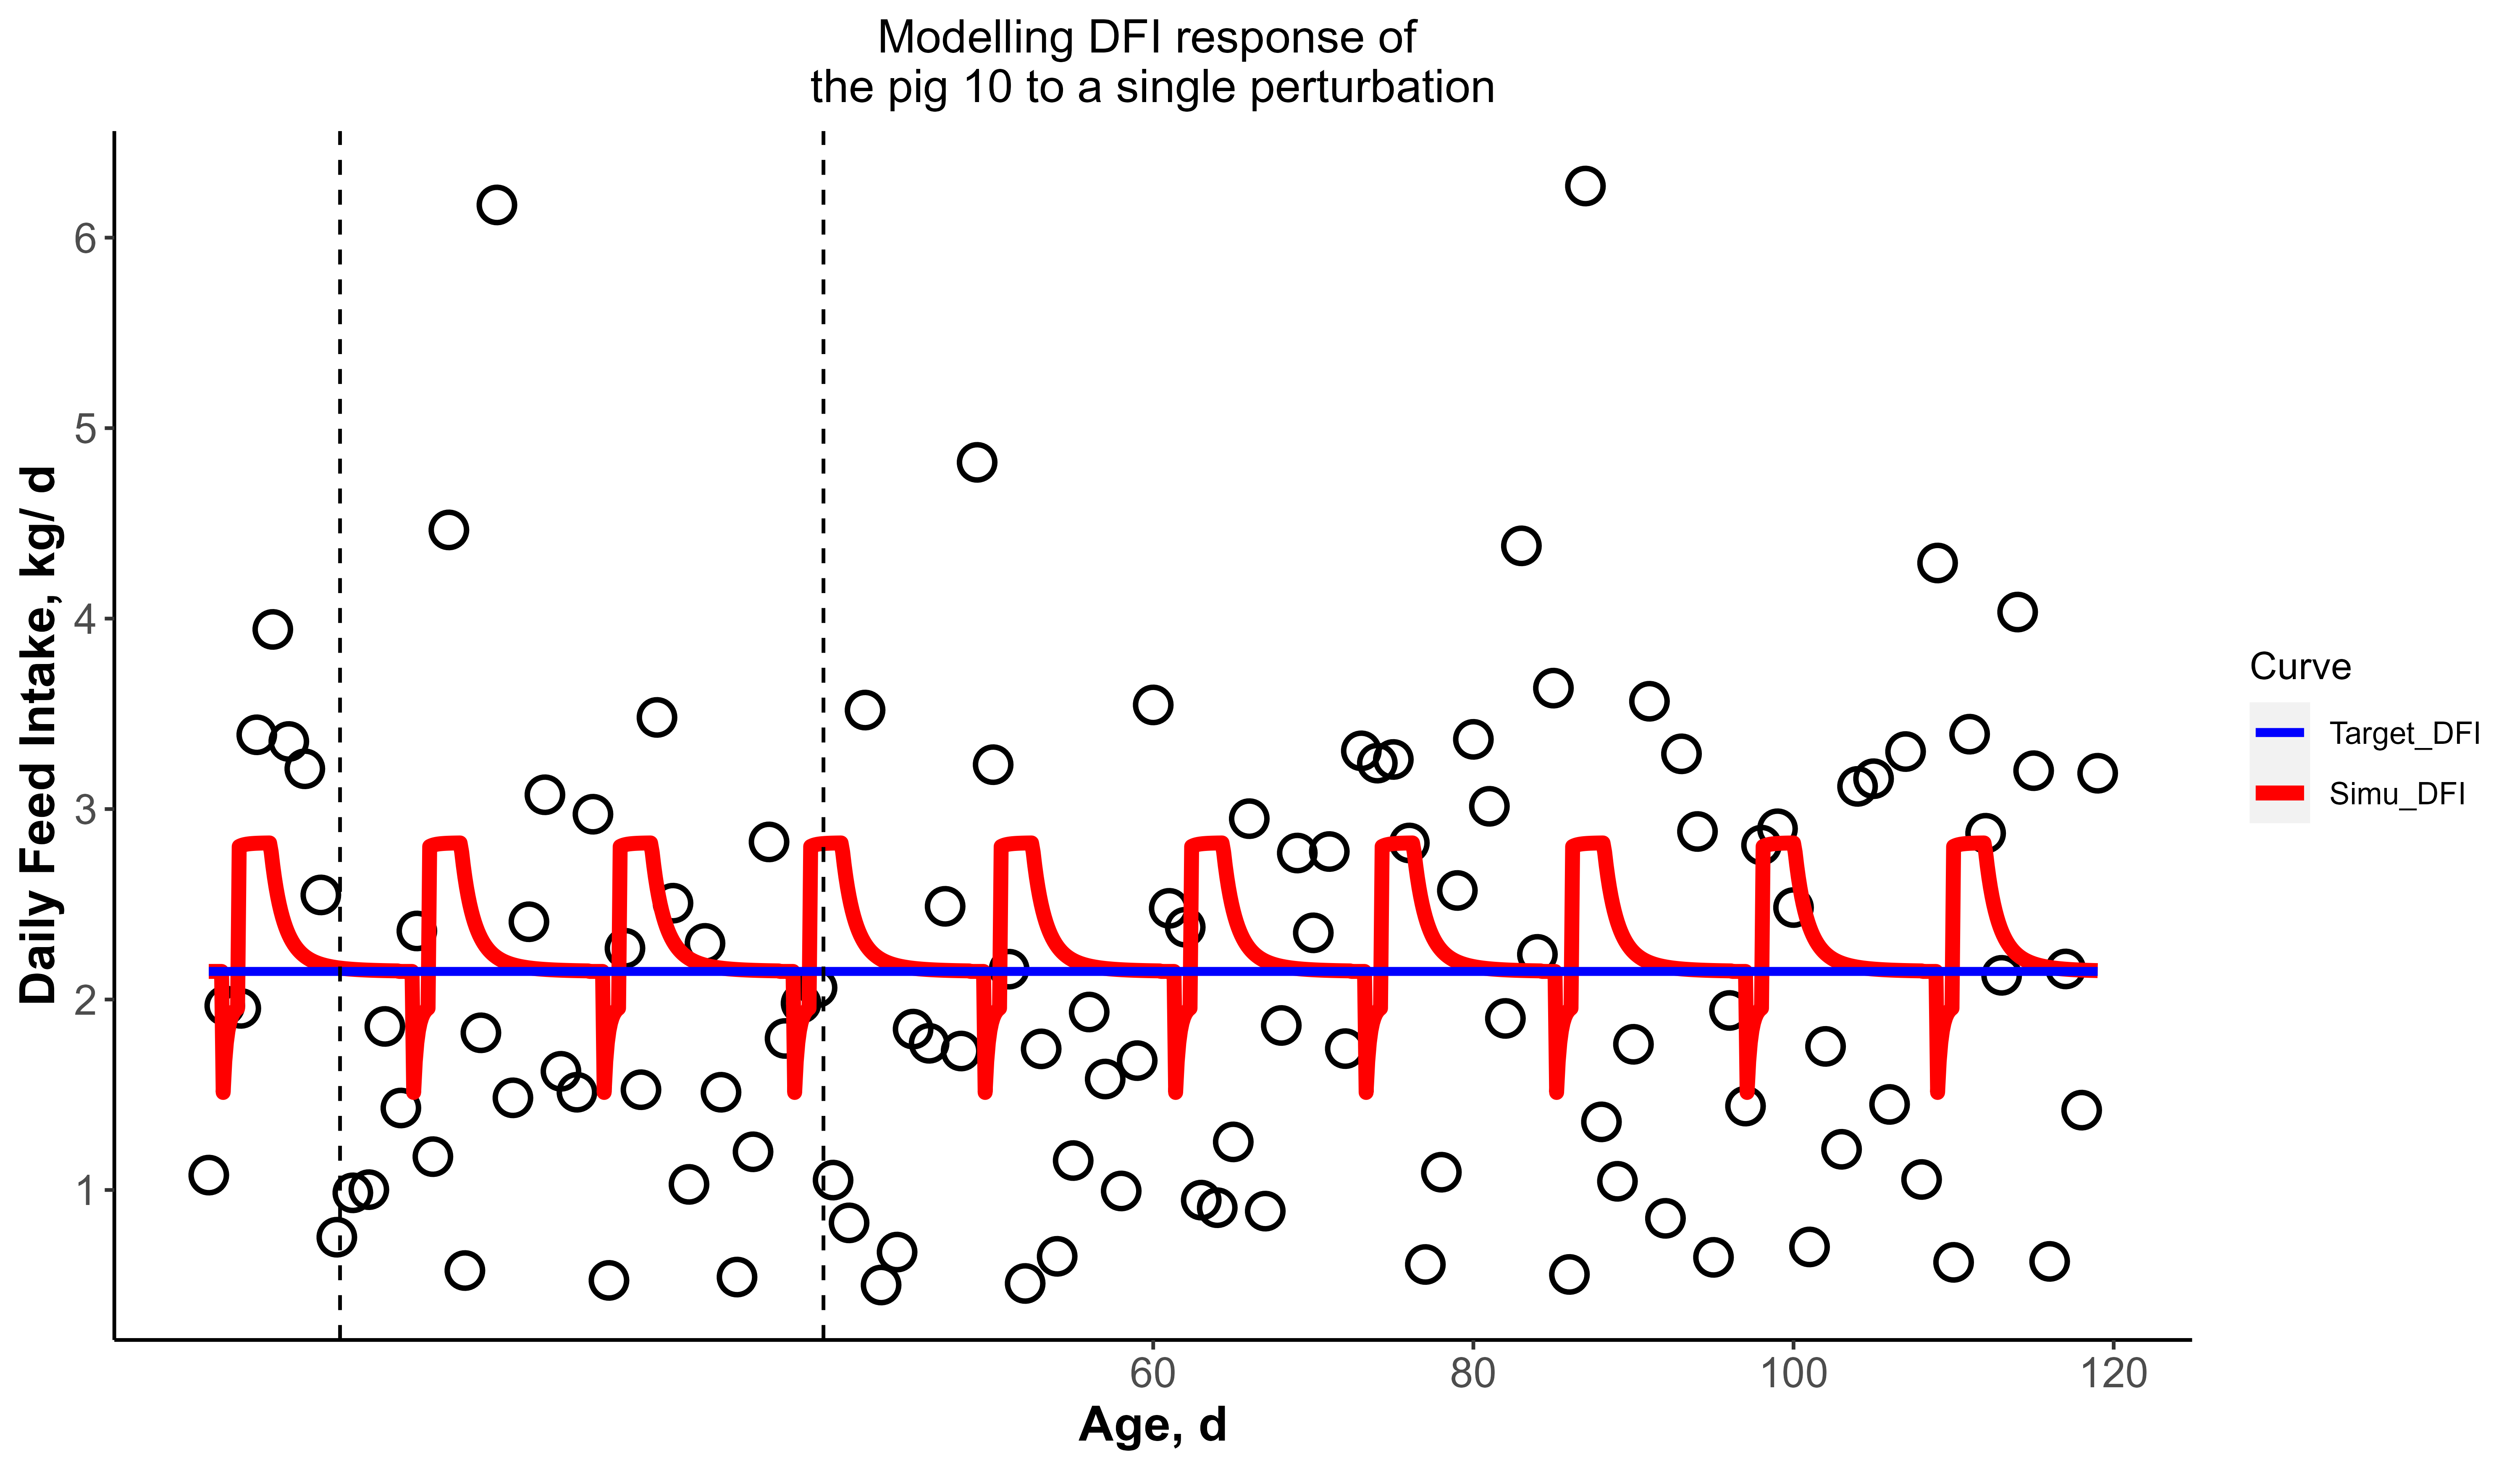 Modelling DFI response of
the pig 10 to a single perturbation
Daily Feed Intake, kg/ d
6
5
4
3
2
1
60
80
100
120
Age, d
Curve
Target_DFI
Simu_DFI